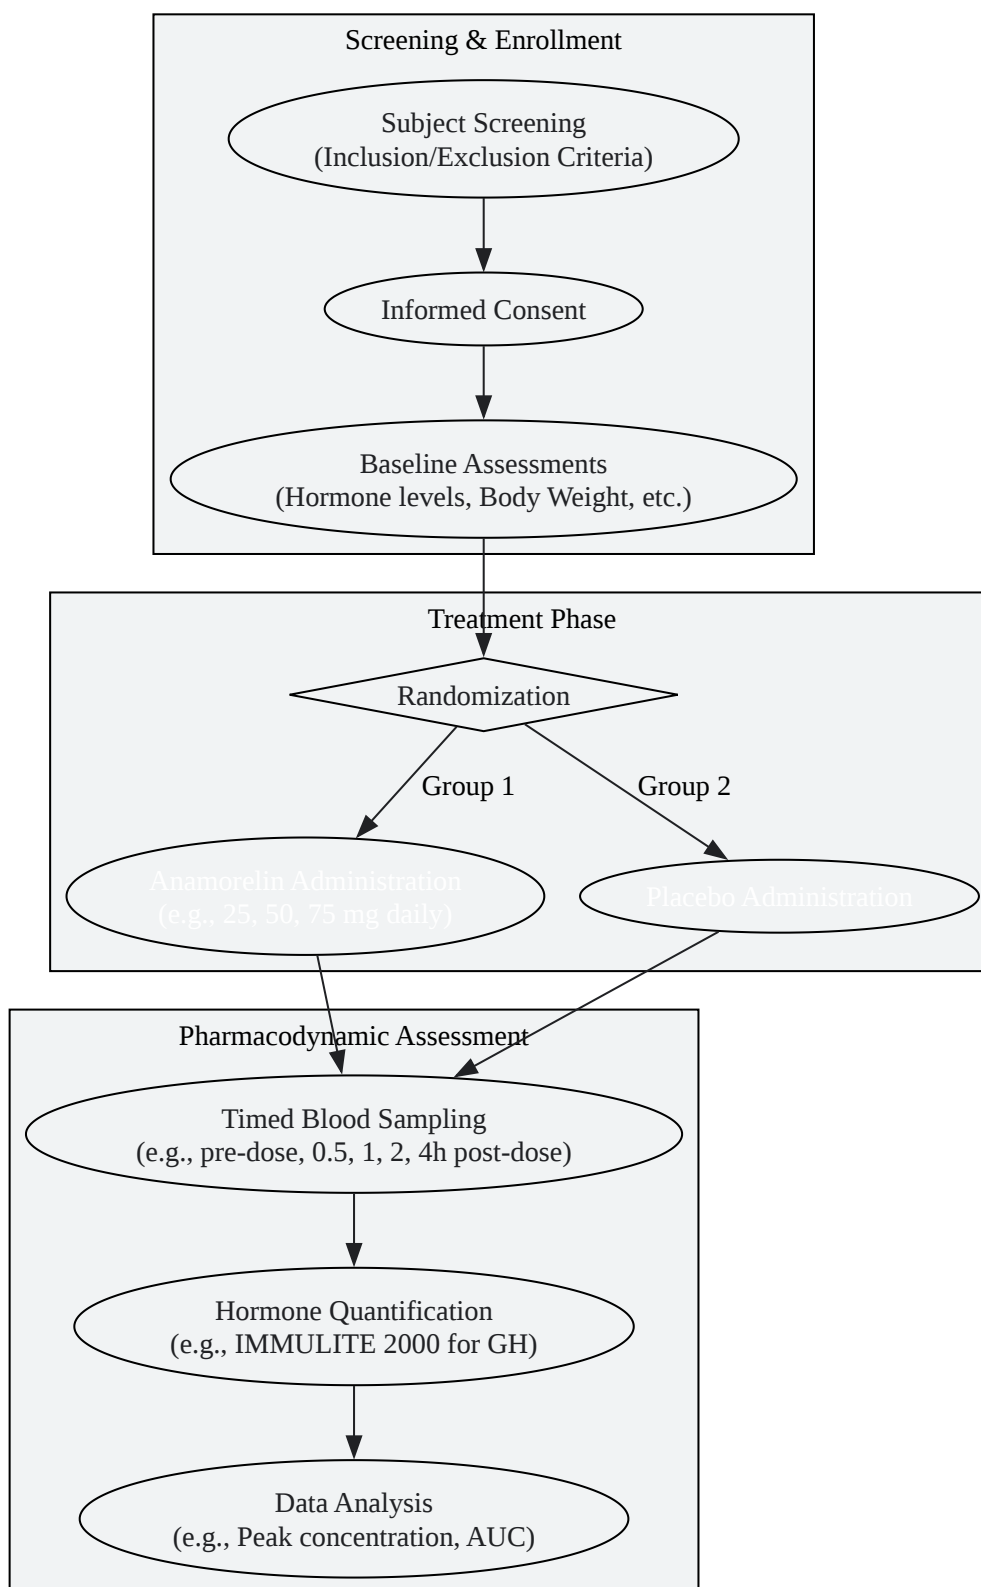 Screening & Enrollment
Subject Screening
(Inclusion/Exclusion Criteria)
Informed Consent
Baseline Assessments
(Hormone levels, Body Weight, etc.)
Treatment Phase
Randomization
Group 1
Group 2
Anamorelin Administration
(e.g., 25, 50, 75 mg daily)
Placebo Administration
Pharmacodynamic Assessment
Timed Blood Sampling
(e.g., pre-dose, 0.5, 1, 2, 4h post-dose)
Hormone Quantification
(e.g., IMMULITE 2000 for GH)
Data Analysis
(e.g., Peak concentration, AUC)